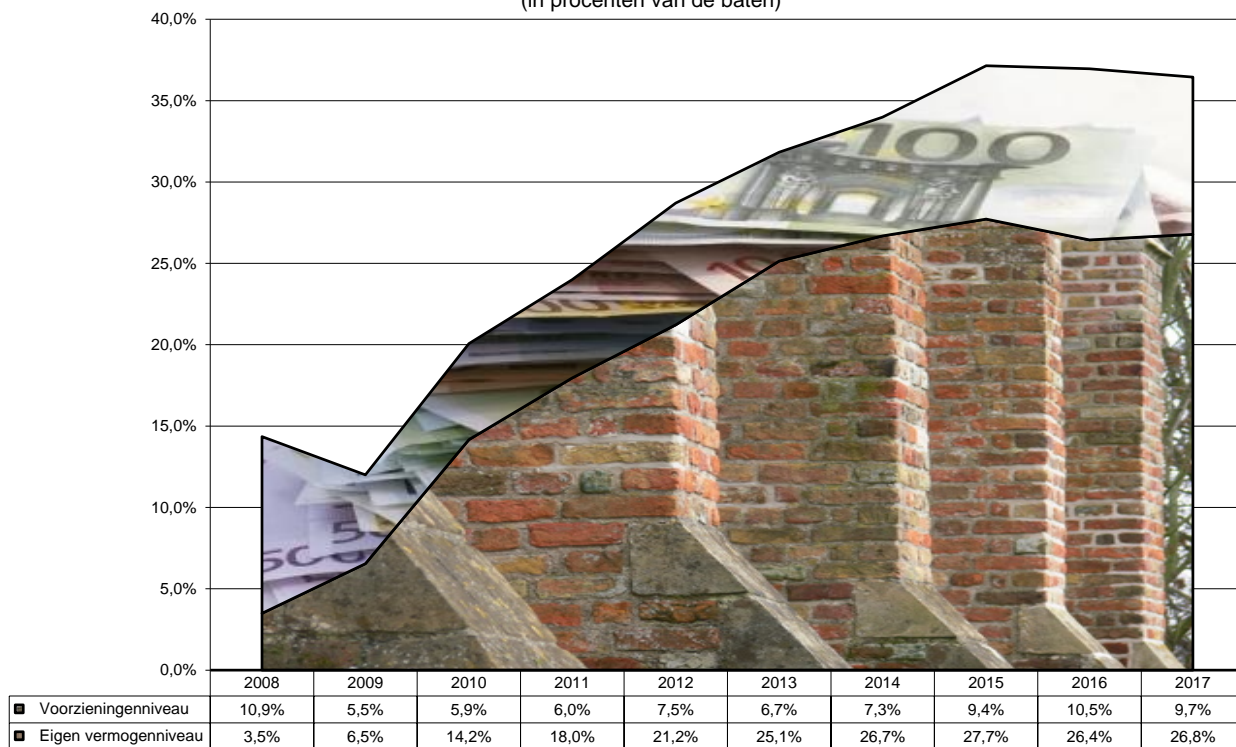 (in procenten van de baten)
40,0%
35,0%
30,0%
25,0%
20,0%
15,0%
10,0%
5,0%
0,0%
100
2008 2009 2010 2011 2012 2013 2014 2015 2016 2017
Voorzieningenniveau 10,9% 5,5% 5,9% 6,0% 7,5% 6,7% 7,3% 9,4% 10,5% 9,7%
Eigen vermogenniveau 3,5% 6,5% 14,2% 18,0% 21,2% 25,1% 26,7% 27,7% 26,4% 26,8%